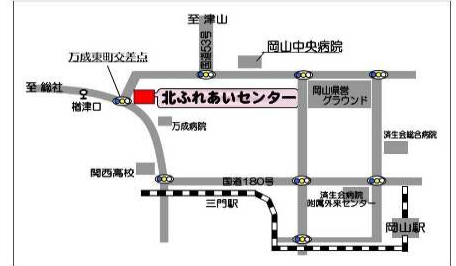 至 津山
国道53号
岡山中央病院
万成東町交差点
至 総社
楢津口
北ふれあいセンター
岡山県営
グラウンド
万成病院
済生会総合病院
関西高校
国道180号
済生会病院
附属外来センター
三門駅
岡山駅